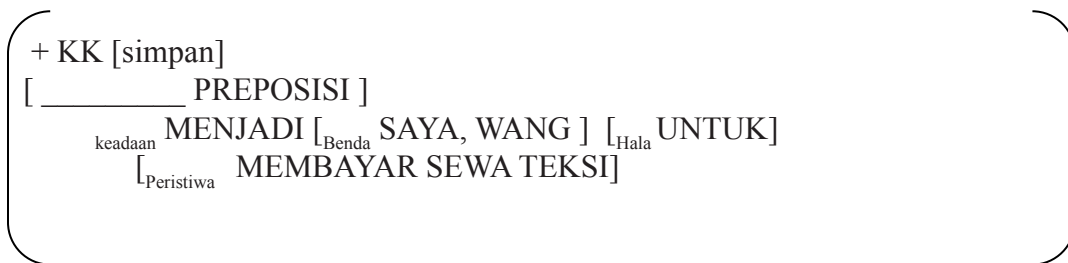 + KK [simpan]
[ _________ PREPOSISI ]
keadaan MENJADI [Benda SAYA, WANG ] [Hala UNTUK]
[Peristiwa MEMBAYAR SEWA TEKSI]